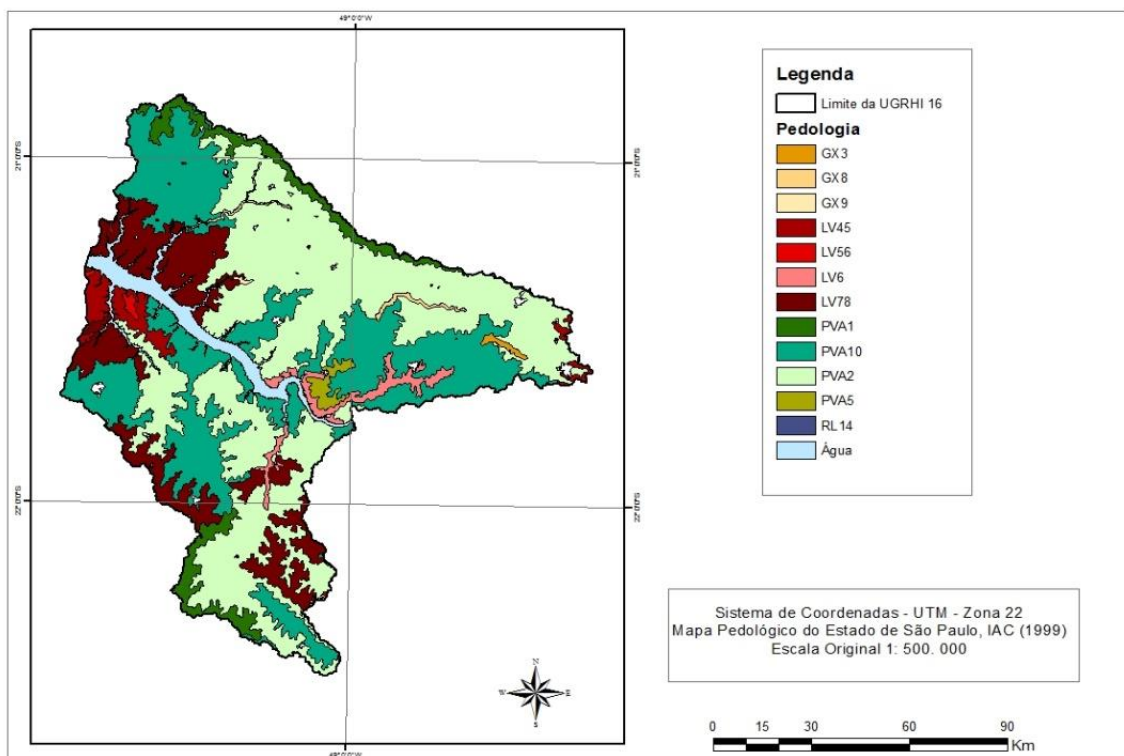 49°0'0"W
21°0'0"S
21°0'0"S
22°0'0"S
22°0'0"S
49°0'0"W
N
W
E
S
Legenda
Limite da UGRHI 16
Pedologia
GX3
GX8
GX9
LV45
LV56
LV6
LV78
PVA1
PVA10
PVA2
PVA5
RL14
Água
Sistema de Coordenadas - UTM - Zona 22
Mapa Pedológico do Estado de São Paulo, IAC (1999)
Escala Original 1: 500. 000
0 15 30 60 90
Km